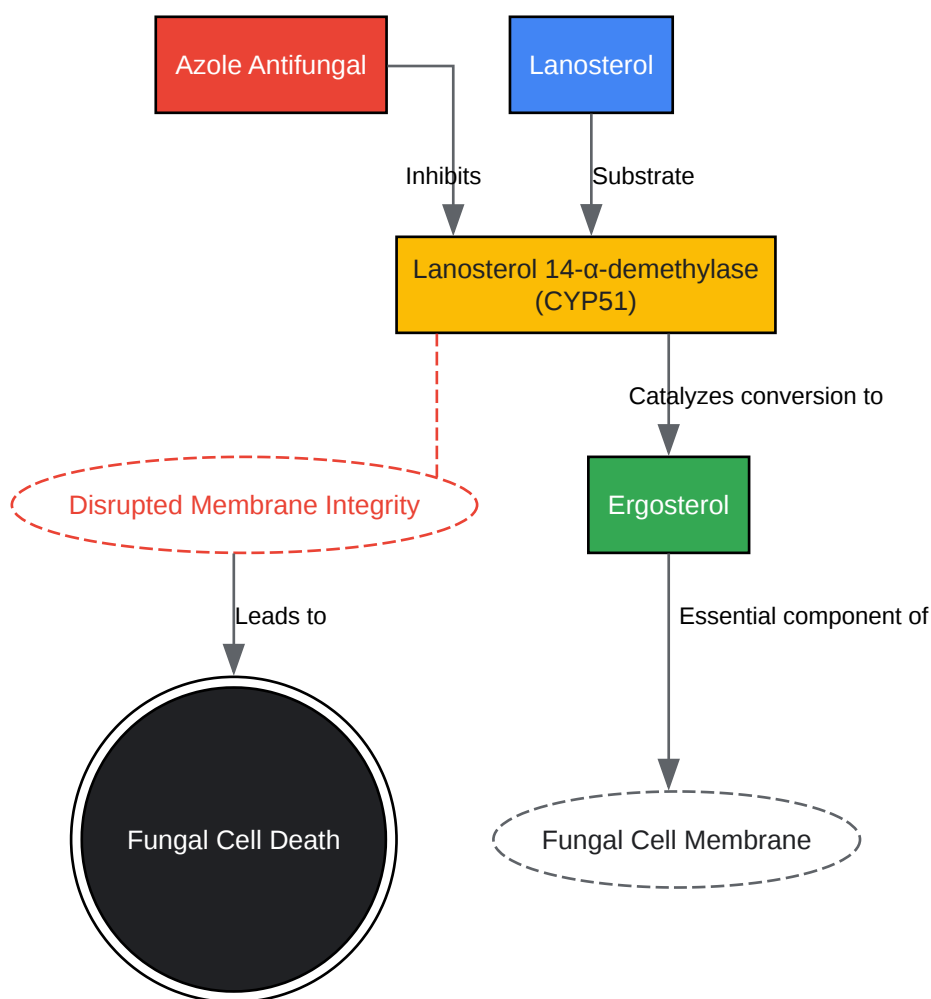 Azole Antifungal
Lanosterol
Inhibits
Substrate
Lanosterol 14-α-demethylase
(CYP51)
Catalyzes conversion to
Disrupted Membrane Integrity
Ergosterol
Leads to
Essential component of
Fungal Cell Death
Fungal Cell Membrane